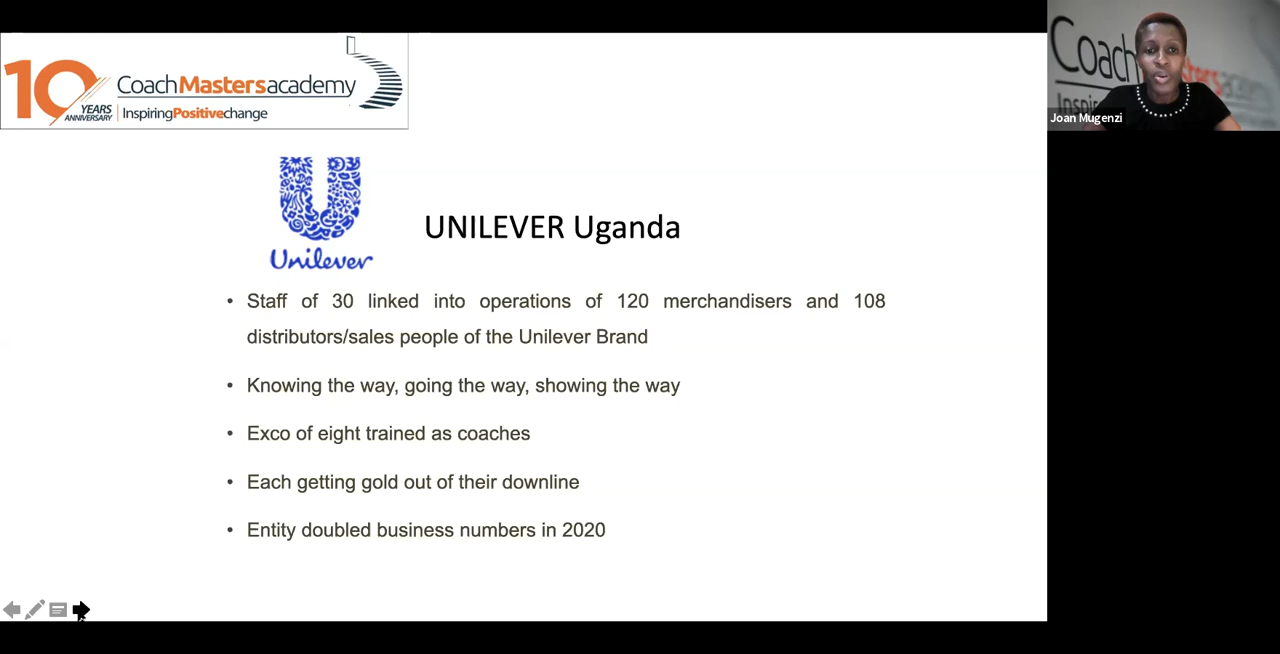 10 YEARS ANNIVERSARY
CoachMastersacademy
InspiringPositivechange
Unilever
UNILEVER Uganda
• Staff of 30 linked into operations of 120 merchandisers and 108
distributors/sales people of the Unilever Brand
• Knowing the way, going the way, showing the way
• Exco of eight trained as coaches
• Each getting gold out of their downline
• Entity doubled business numbers in 2020
Coach
Joan Mugenzi